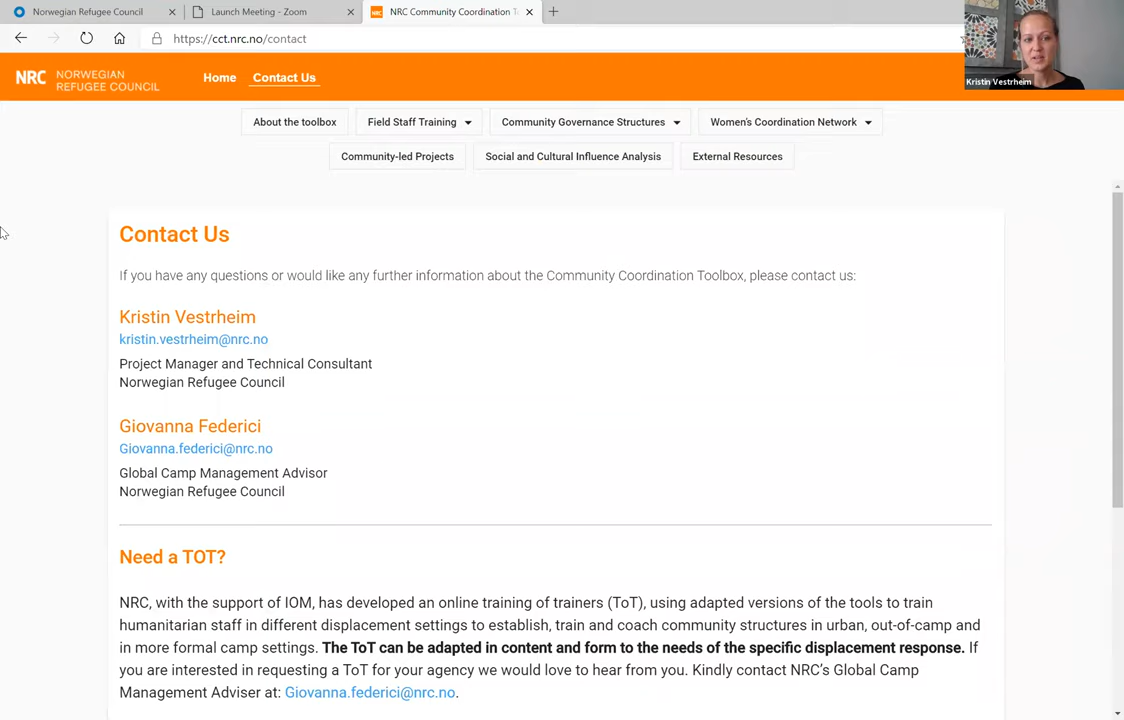 Norwegian Refugee Council
Launch Meeting - Zoom
NRC Community Coordination T
https://cct.nrc.no/contact
NRC NORWEGIAN REFUGEE COUNCIL
Home
Contact Us
Kristin Vestrheim
About the toolbox
Field Staff Training
Community Governance Structures
Women's Coordination Network
Community-led Projects
Social and Cultural Influence Analysis
External Resources
Contact Us
If you have any questions or would like any further information about the Community Coordination Toolbox, please contact us:
Kristin Vestrheim
kristin.vestrheim@nrc.no
Project Manager and Technical Consultant
Norwegian Refugee Council
Giovanna Federici
Giovanna.federici@nrc.no
Global Camp Management Advisor
Norwegian Refugee Council
Need a TOT?
NRC, with the support of IOM, has developed an online training of trainers (ToT), using adapted versions of the tools to train
humanitarian staff in different displacement settings to establish, train and coach community structures in urban, out-of-camp and
in more formal camp settings. The ToT can be adapted in content and form to the needs of the specific displacement response. If
you are interested in requesting a ToT for your agency we would love to hear from you. Kindly contact NRC's Global Camp
Management Adviser at: Giovanna.federici@nrc.no.